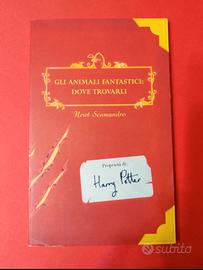 GLI ANIMALI FANTASTICI:
DOVE TROVARLI
Newt Scamandro
Proprietà di:
Harry Potter
subito